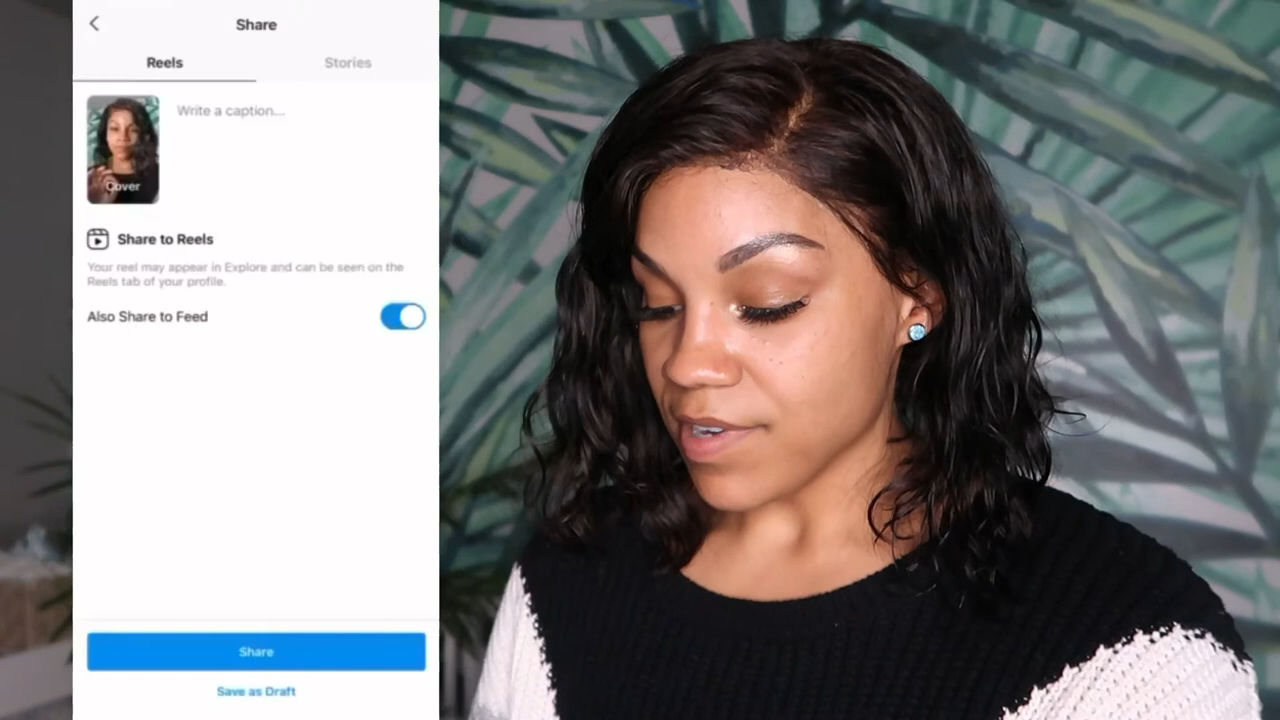 Share
Reels
Stories
Write a caption...
Cover
Share to Reels
Your reel may appear in Explore and can be seen on the
Reels tab of your profile.
Also Share to Feed
Share
Save as Draft